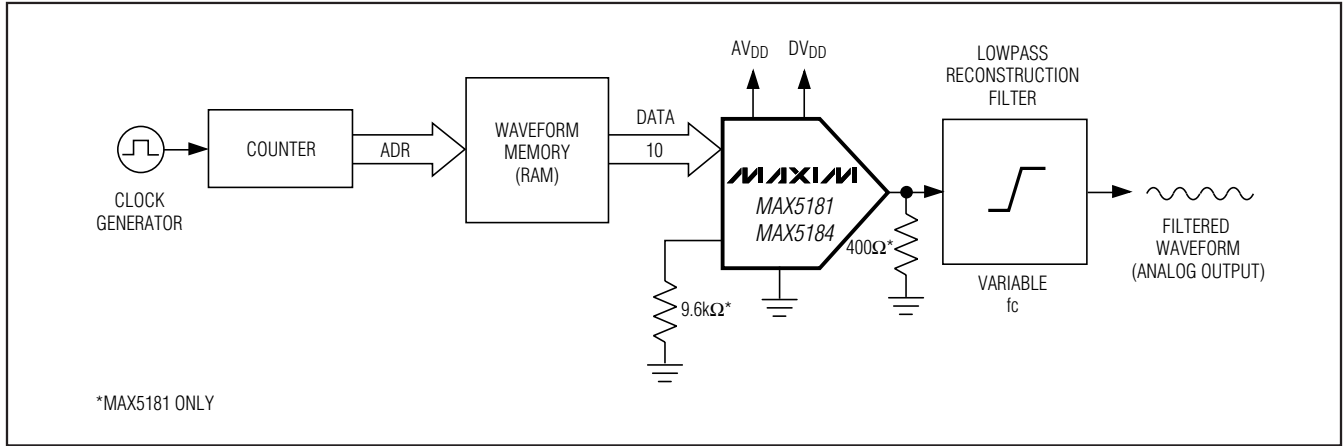 CLOCK
GENERATOR
COUNTER
ADR
WAVEFORM
MEMORY
(RAM)
DATA
10
AVDD
DVDD
MAXIM
MAX5181
MAX5184
9.6kΩ*
400Ω*
LOWPASS
RECONSTRUCTION
FILTER
VARIABLE
fc
FILTERED
WAVEFORM
(ANALOG OUTPUT)
*MAX5181 ONLY